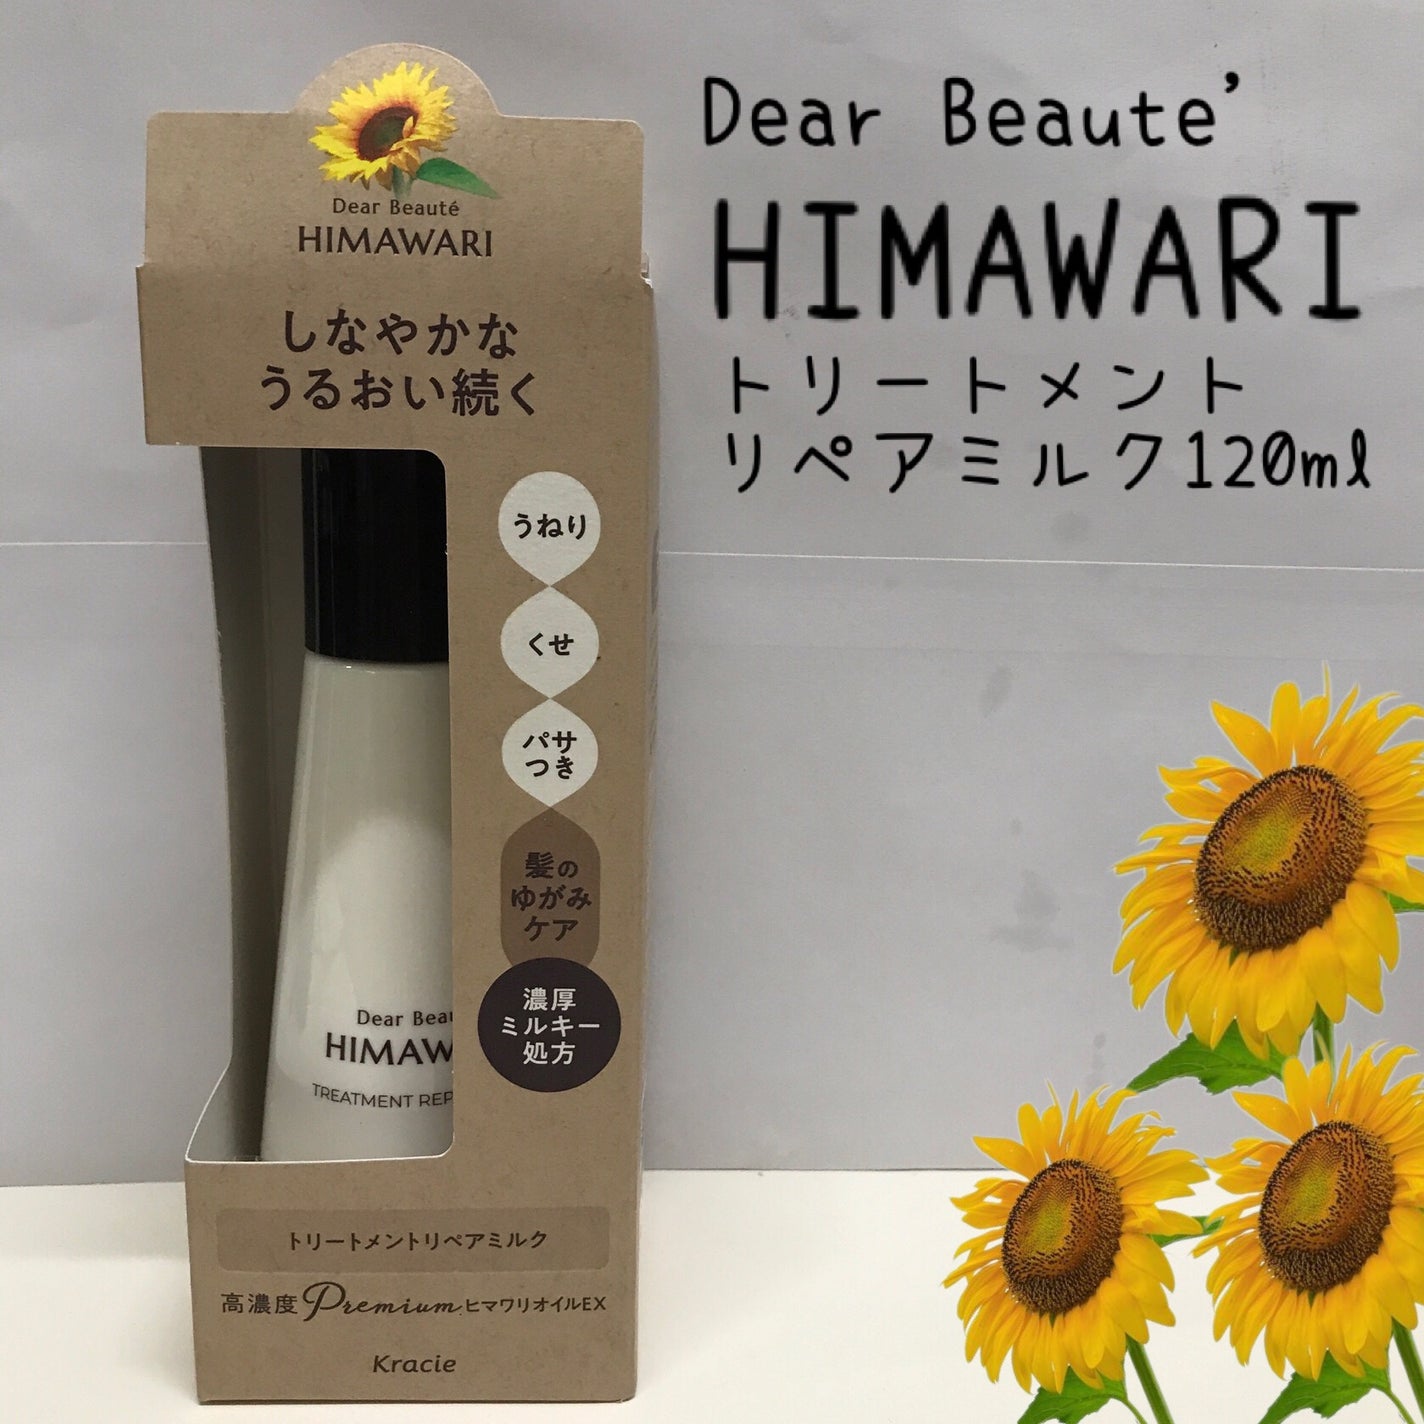 Dear Beaute’
HIMAWARI
トリートメント
リペアミルク120ml
Dear Beauté
HIMAWARI
しなやかな
うるおい続く
うねり
くせ
パサ
つき
髪の
ゆがみ
ケア
濃厚
ミルキー
処方
Dear Beau
HIMAW
TREATMENT REP
トリートメントリペアミルク
高濃度Premiumヒマワリオイル EX
Kracie